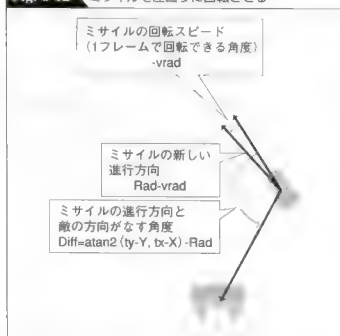 ミサイルを左回りに回転させる
ミサイルの回転スピード
(1フレームで回転できる角度)
-vrad
ミサイルの新しい
進行方向
Rad-vrad
ミサイルの進行方向と
敵の方向がなす角度
Diff=atan2(ty-Y, tx-X)-Rad